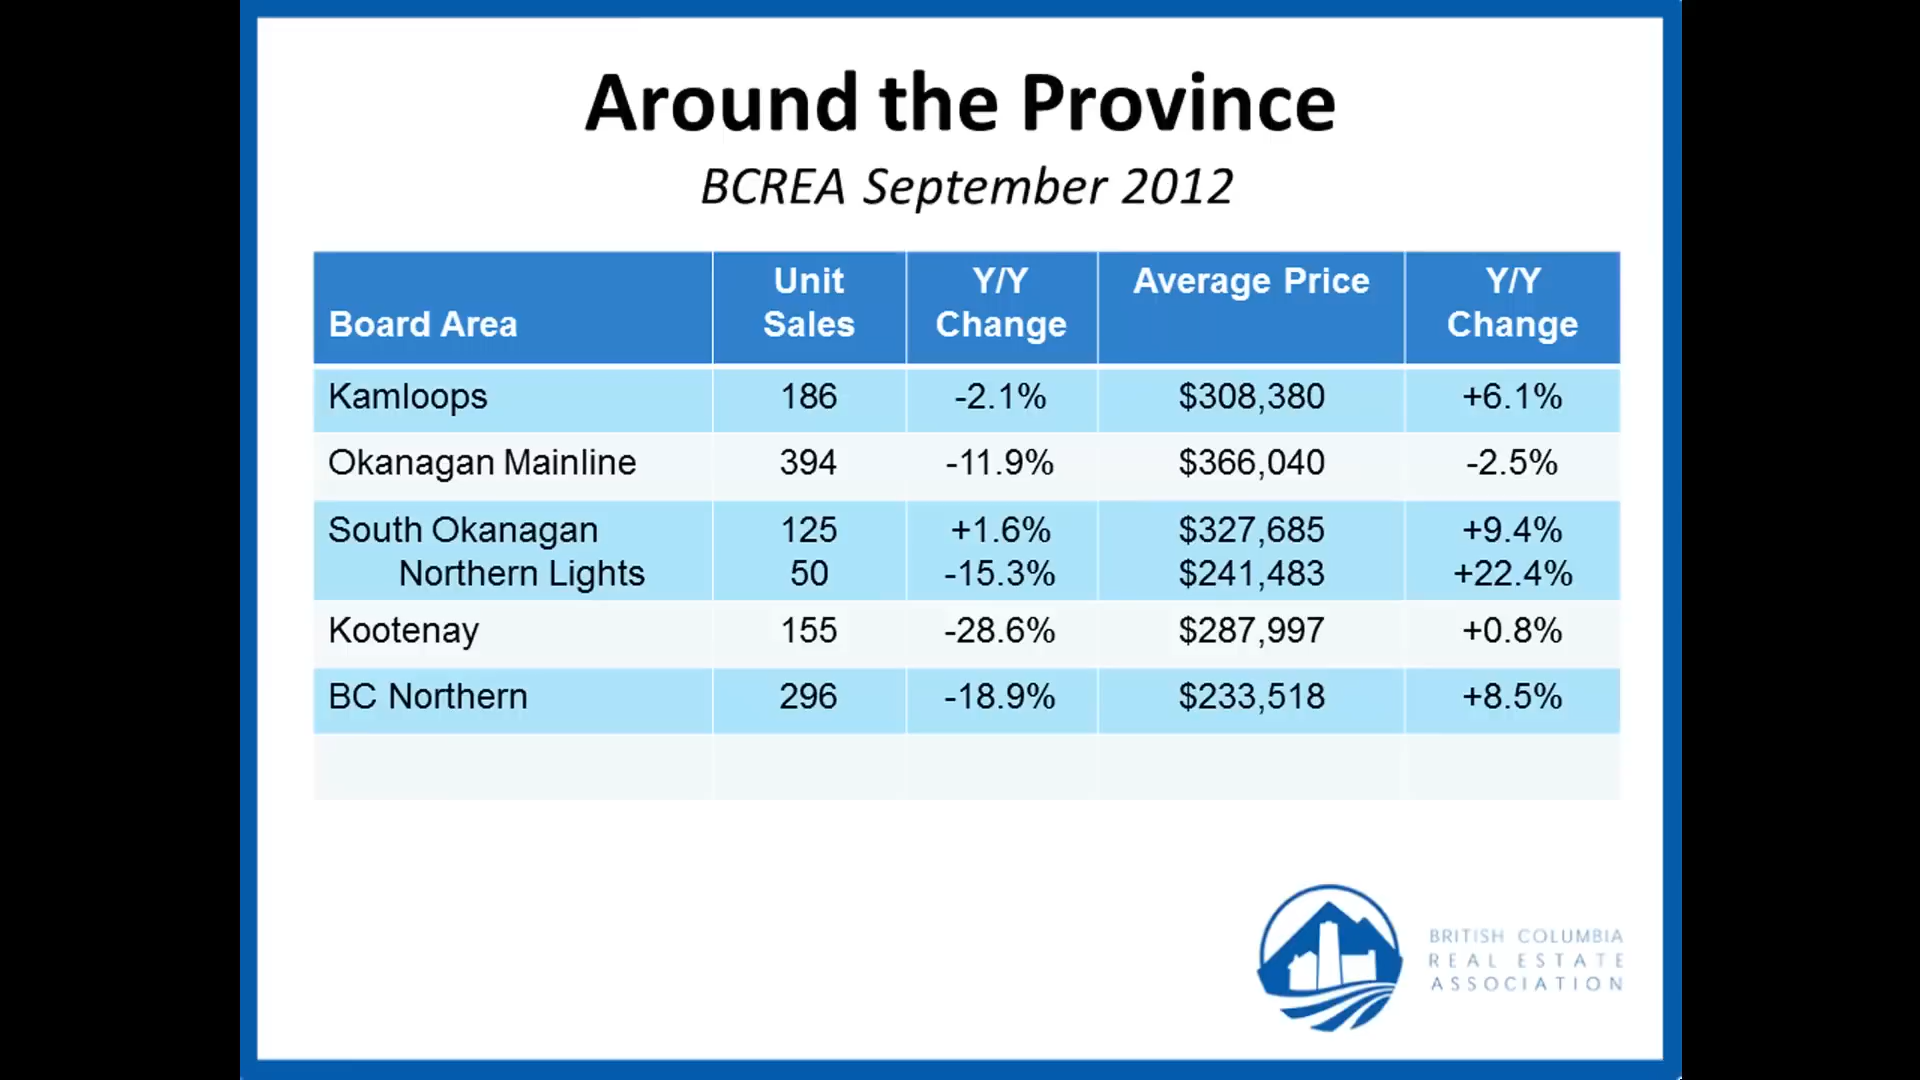 Around the Province
BCREA September 2012
Board Area Unit Sales Y/Y Change Average Price Y/Y Change
Kamloops 186 -2.1% $308,380 +6.1%
Okanagan Mainline 394 -11.9% $366,040 -2.5%
South Okanagan 125 +1.6% $327,685 +9.4%
Northern Lights 50 -15.3% $241,483 +22.4%
Kootenay 155 -28.6% $287,997 +0.8%
BC Northern 296 -18.9% $233,518 +8.5%
BRITISH COLUMBIA
REAL ESTATE
ASSOCIATION